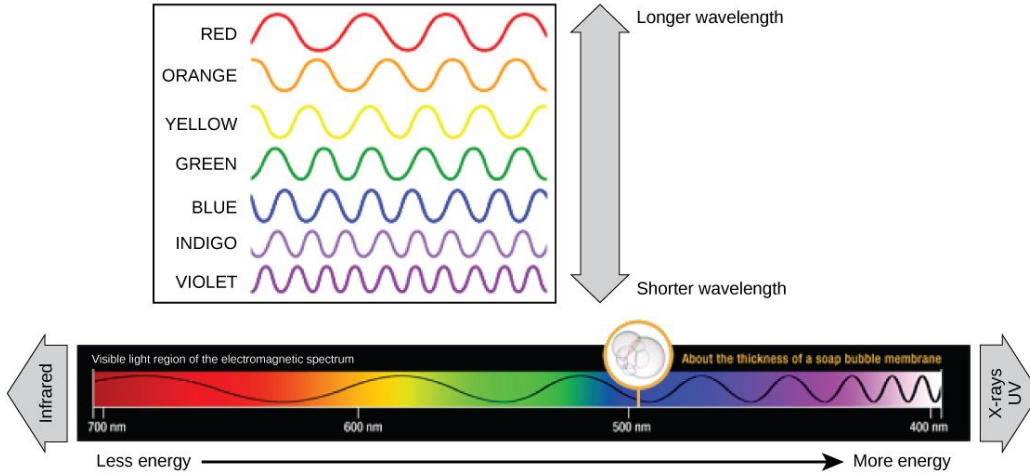 RED
Longer wavelength
ORANGE
YELLOW
GREEN
BLUE
INDIGO
VIOLET
Shorter wavelength
Infrared
Visible light region of the electromagnetic spectrum
About the thickness of a soap bubble membrane
X-rays
UV
700 nm
600 nm
500 nm
400 nm
Less energy
More energy